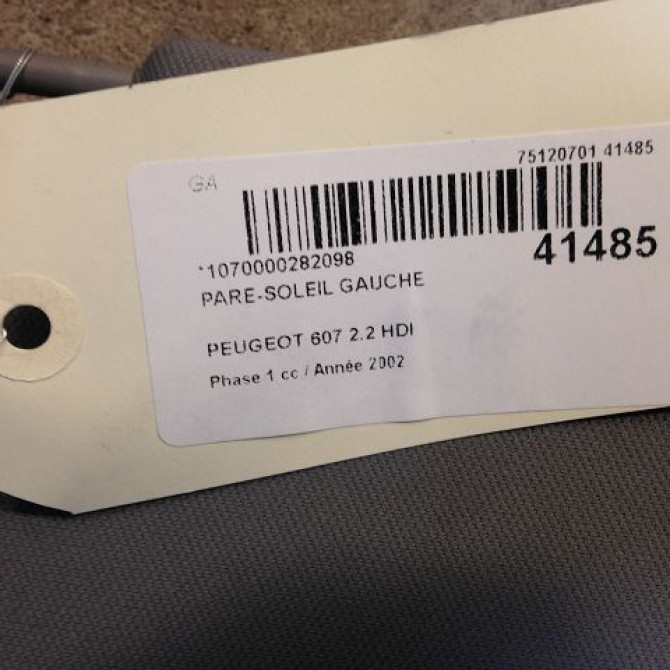 75120701 41485
GA
41485
*1070000282098
PARE-SOLEIL GAUCHE
PEUGEOT 607 2.2 HDI
Phase 1 cc / Année 2002